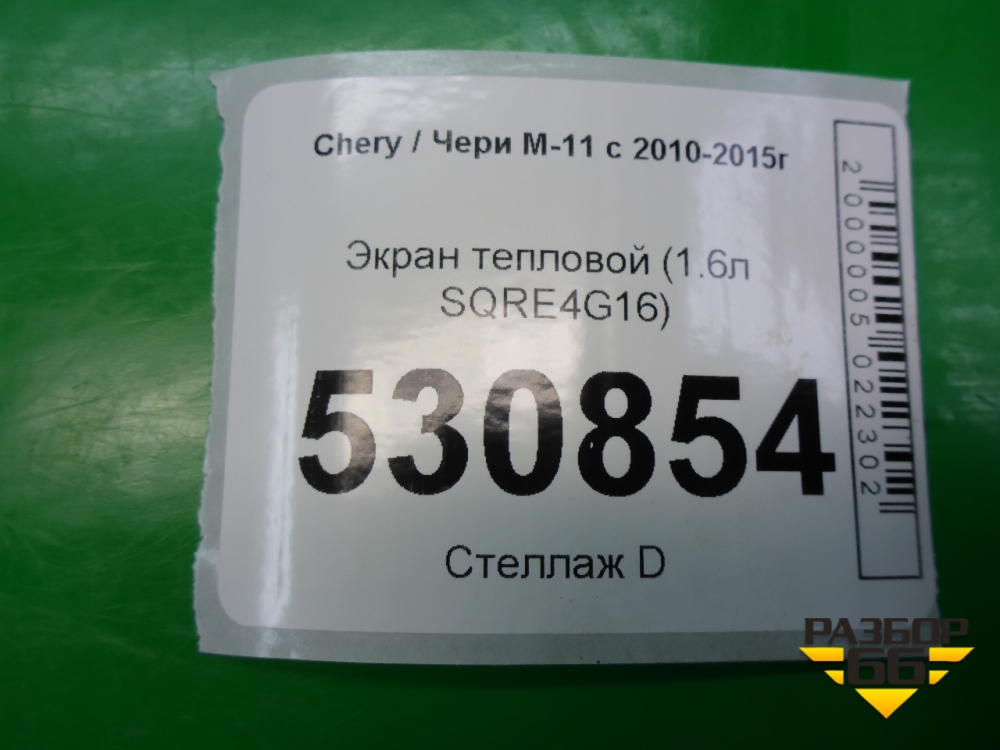 Chery / Чери М-11 с 2010-2015г
Экран тепловой (1.6л
SQRE4G16)
530854
Стеллаж D
2000005022302
РАЗБОР
66